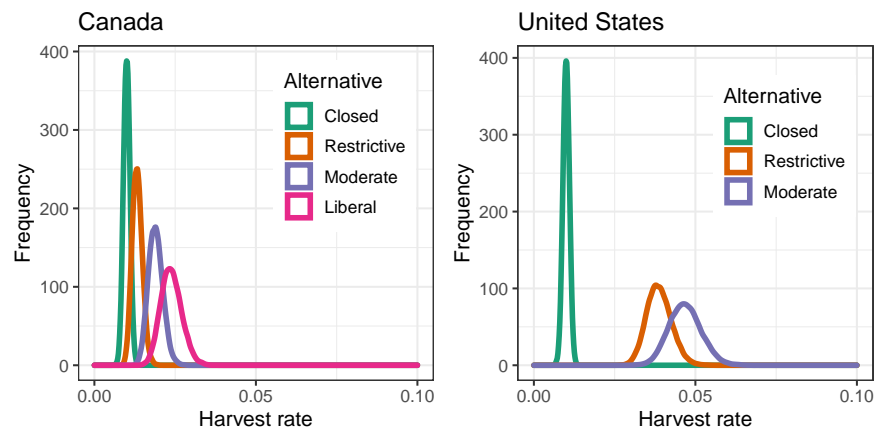 Canada
400
300
200
100
0
Frequency
0.00
0.05
0.10
Harvest rate
Alternative
Closed
Restrictive
Moderate
Liberal
United States
400
300
200
100
0
Frequency
0.00
0.05
0.10
Harvest rate
Alternative
Closed
Restrictive
Moderate